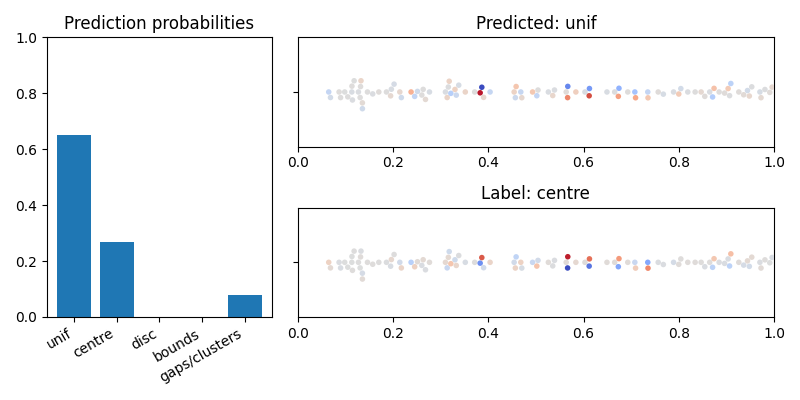 Prediction probabilities
1.0
0.8
0.6
0.4
0.2
0.0
unif
centre
disc
bounds
gaps/clusters
Predicted: unif
0.0 0.2 0.4 0.6 0.8 1.0
Label: centre
0.0 0.2 0.4 0.6 0.8 1.0